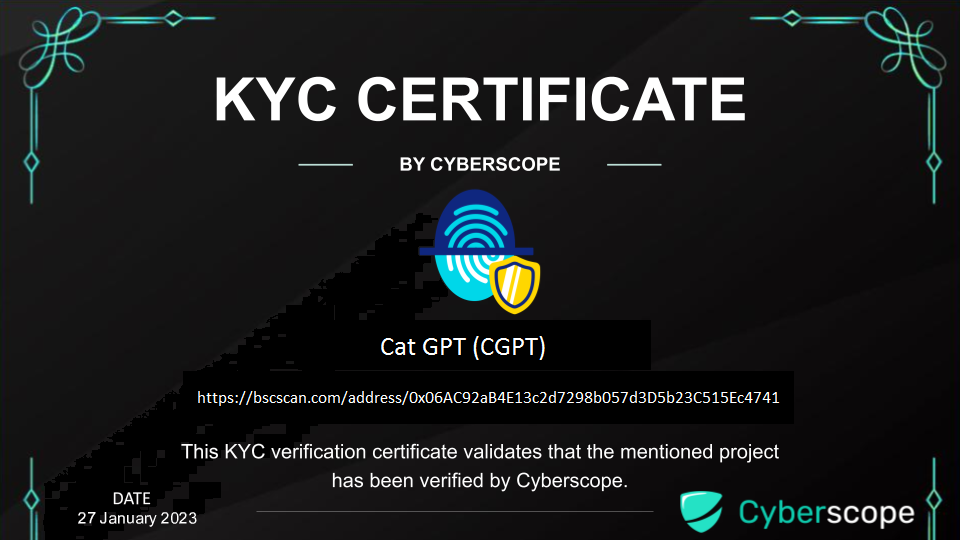 KYC CERTIFICATE
BY CYBERSCOPE
Cat GPT (CGPT)
https://bscscan.com/address/0x06AC92aB4E13c2d7298b057d3D5b23C515Ec4741
This KYC verification certificate validates that the mentioned project
has been verified by Cyberscope.
DATE
27 January 2023
Cyberscope